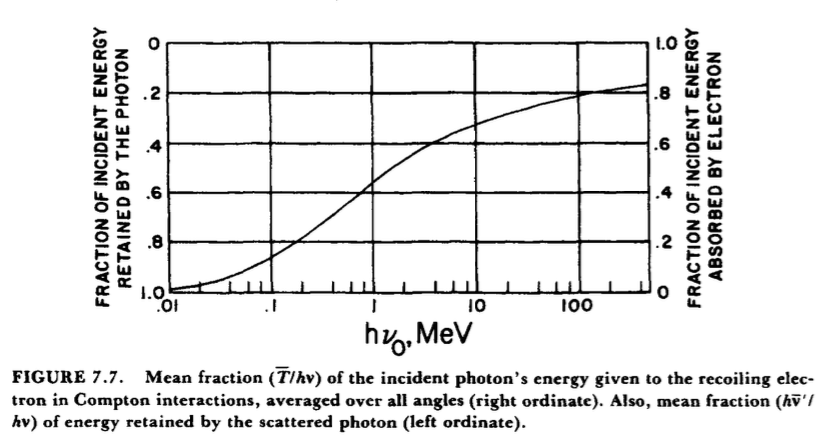 FRACTION OF INCIDENT ENERGY
RETAINED BY THE PHOTON
0
.2
.4
.6
.8
1.0
1.0
.8
.6
.4
.2
0
FRACTION OF INCIDENT ENERGY
ABSORBED BY ELECTRON
.01
.1
1
10
100
hν₀, MeV
FIGURE 7.7. Mean fraction (T̅/hν) of the incident photon's energy given to the recoiling elec-
tron in Compton interactions, averaged over all angles (right ordinate). Also, mean fraction (hν̅'/
hν) of energy retained by the scattered photon (left ordinate).